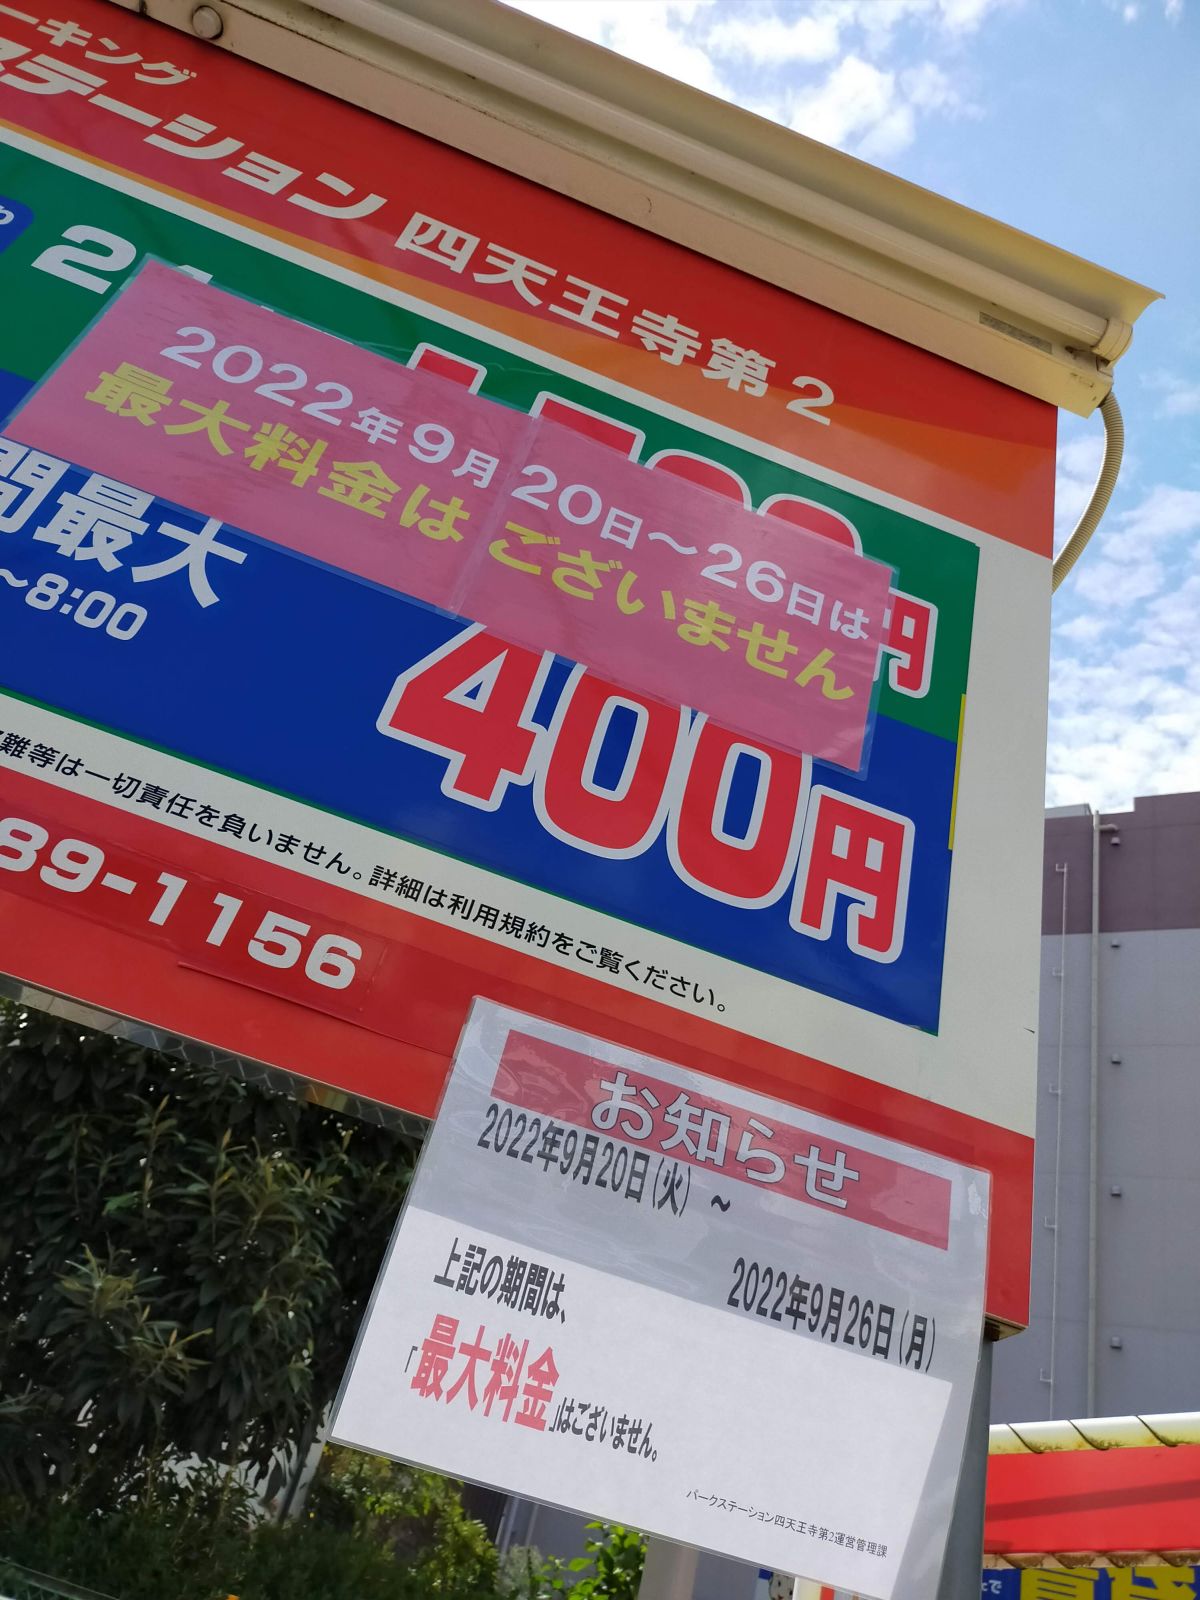 ーキング
ステーション 四天王寺第2
2022年9月20日～26日は
最大料金はございません
間最大
～8:00
400円
難等は一切責任を負いません。詳細は利用規約をご覧ください。
89-1156
お知らせ
2022年9月20日（火） ～
2022年9月26日（月）
上記の期間は、
「最大料金」はございません。
パークステーション四天王寺第2運営管理課